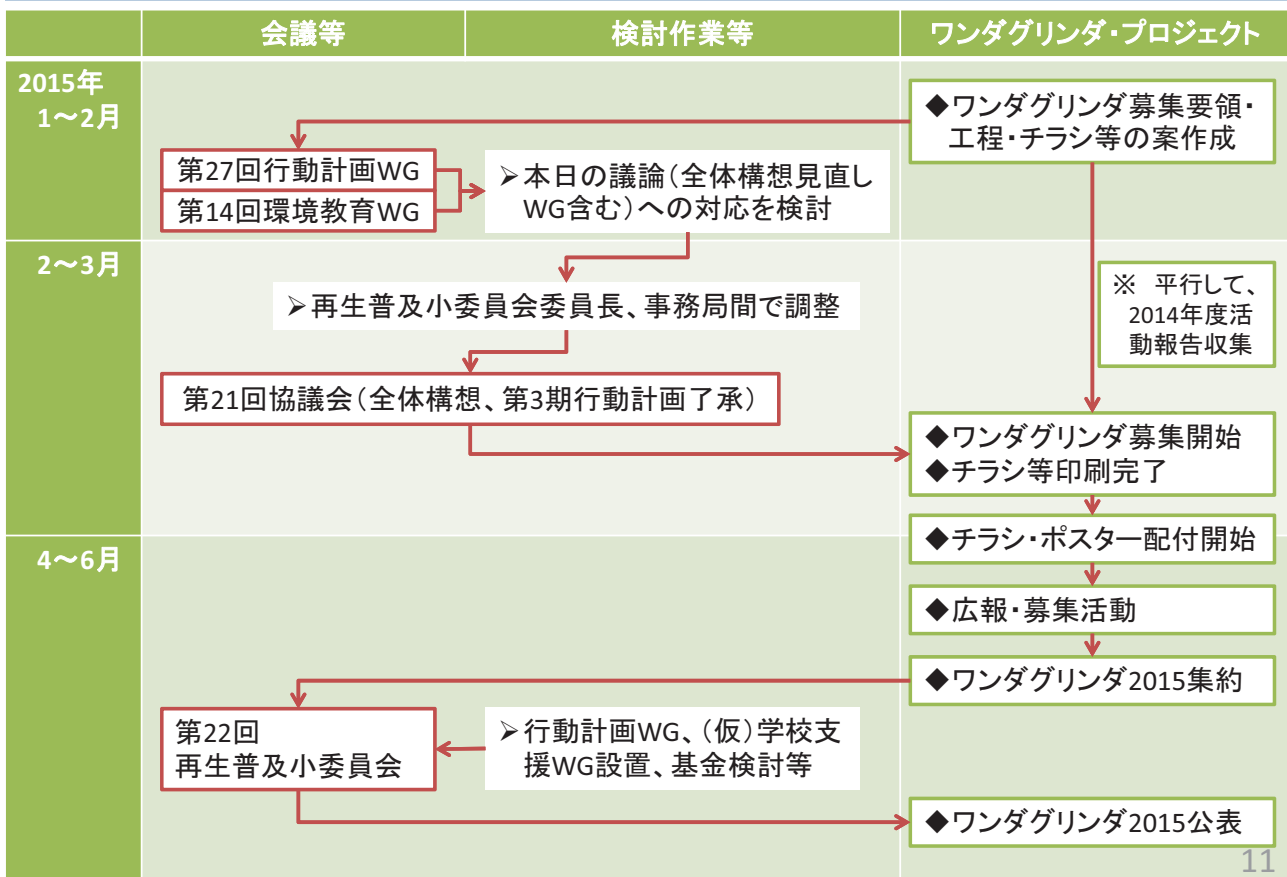 会議等
検討作業等
ワンダグリンダ・プロジェクト
2015年
1～2月
◆ワンダグリンダ募集要領・
工程・チラシ等の案作成
第27回行動計画WG
第14回環境教育WG
➢本日の議論（全体構想見直し
WG含む）への対応を検討
2～3月
※ 平行して、
2014年度活
動報告収集
➢再生普及小委員会委員長、事務局間で調整
第21回協議会（全体構想、第3期行動計画了承）
◆ワンダグリンダ募集開始
◆チラシ等印刷完了
◆チラシ・ポスター配付開始
4～6月
◆広報・募集活動
◆ワンダグリンダ2015集約
第22回
再生普及小委員会
➢行動計画WG、（仮）学校支
援WG設置、基金検討等
◆ワンダグリンダ2015公表
11